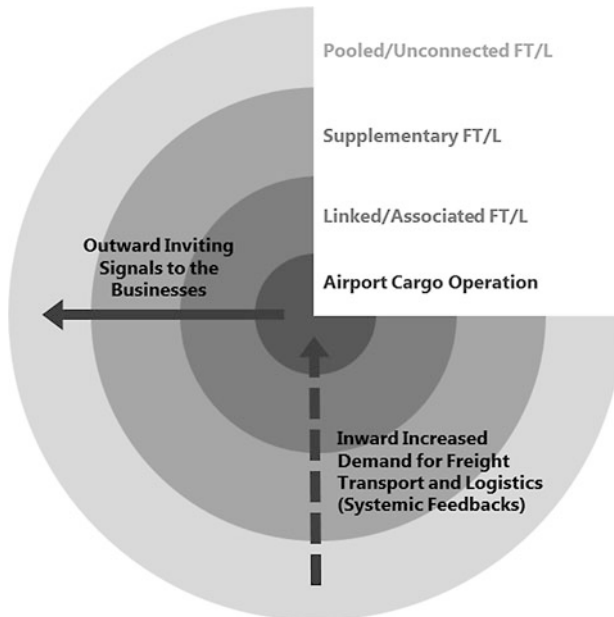 Pooled/Unconnected FT/L
Supplementary FT/L
Linked/Associated FT/L
Airport Cargo Operation
Outward Inviting
Signals to the
Businesses
Inward Increased
Demand for Freight
Transport and Logistics
(Systemic Feedbacks)